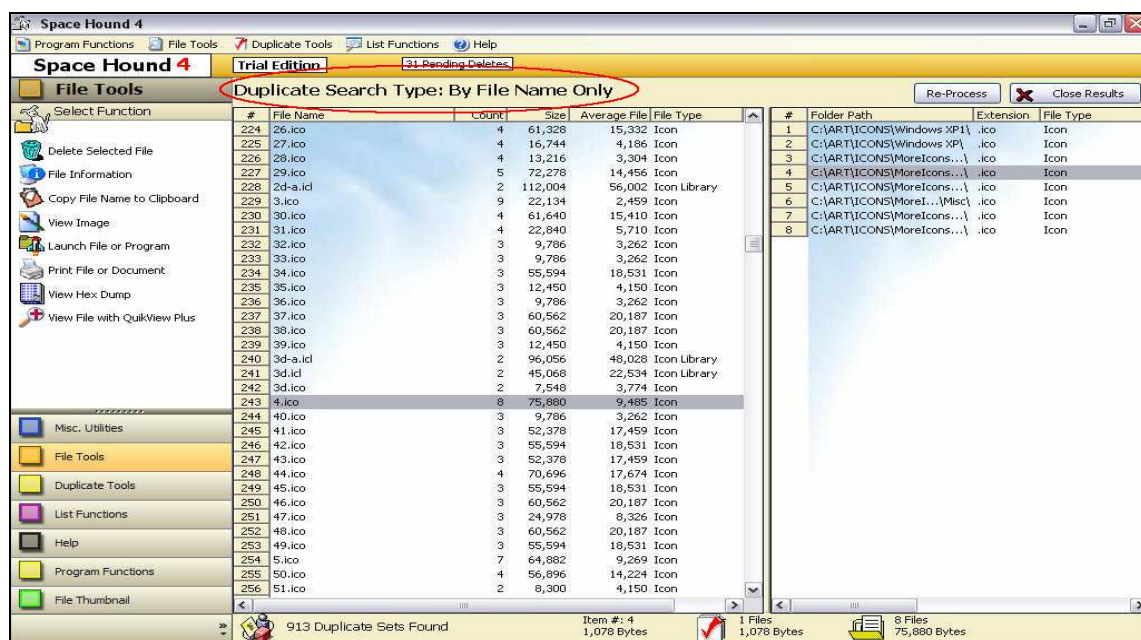 Space Hound 4
Program Functions File Tools Duplicate Tools List Functions Help
Space Hound 4 Trial Edition 31 Pending Deletes
File Tools
Duplicate Search Type: By File Name Only
Re-Process Close Results
Select Function
Delete Selected File
File Information
Copy File Name to Clipboard
View Image
Launch File or Program
Print File or Document
View Hex Dump
View File with QuikView Plus
Misc. Utilities
File Tools
Duplicate Tools
List Functions
Help
Program Functions
File Thumbnail
# File Name Count Size Average File File Type
224 26.ico 4 61,328 15,332 Icon
225 27.ico 4 16,744 4,186 Icon
226 28.ico 4 13,216 3,304 Icon
227 29.ico 5 72,278 14,456 Icon
228 2d-a.icl 2 112,004 56,002 Icon Library
229 3.ico 9 22,134 2,459 Icon
230 30.ico 4 61,640 15,410 Icon
231 31.ico 4 22,840 5,710 Icon
232 32.ico 3 9,786 3,262 Icon
233 33.ico 3 9,786 3,262 Icon
234 34.ico 3 55,594 18,531 Icon
235 35.ico 3 12,450 4,150 Icon
236 36.ico 3 9,786 3,262 Icon
237 37.ico 3 60,562 20,187 Icon
238 38.ico 3 60,562 20,187 Icon
239 39.ico 3 12,450 4,150 Icon
240 3d-a.icl 2 96,056 48,028 Icon Library
241 3d.icl 2 45,068 22,534 Icon Library
242 3d.ico 2 7,548 3,774 Icon
243 4.ico 8 75,880 9,485 Icon
244 40.ico 3 9,786 3,262 Icon
245 41.ico 3 52,378 17,459 Icon
246 42.ico 3 55,594 18,531 Icon
247 43.ico 3 52,378 17,459 Icon
248 44.ico 4 70,696 17,674 Icon
249 45.ico 3 55,594 18,531 Icon
250 46.ico 3 60,562 20,187 Icon
251 47.ico 3 24,978 8,326 Icon
252 48.ico 3 60,562 20,187 Icon
253 49.ico 3 55,594 18,531 Icon
254 5.ico 7 64,882 9,269 Icon
255 50.ico 4 56,896 14,224 Icon
256 51.ico 2 8,300 4,150 Icon
# Folder Path Extension File Type
1 C:\ART\ICONS\Windows XP1\ .ico Icon
2 C:\ART\ICONS\Windows XP\ .ico Icon
3 C:\ART\ICONS\MoreIcons...\ .ico Icon
4 C:\ART\ICONS\MoreIcons...\ .ico Icon
5 C:\ART\ICONS\MoreIcons...\ .ico Icon
6 C:\ART\ICONS\MoreI...\Misc\ .ico Icon
7 C:\ART\ICONS\MoreIcons...\ .ico Icon
8 C:\ART\ICONS\MoreIcons...\ .ico Icon
913 Duplicate Sets Found
Item #: 4
1,078 Bytes
1 Files
1,078 Bytes
8 Files
75,880 Bytes